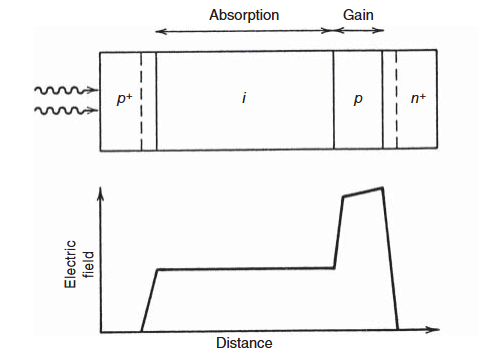 Absorption Gain
p+ i p n+
Electric
field
Distance